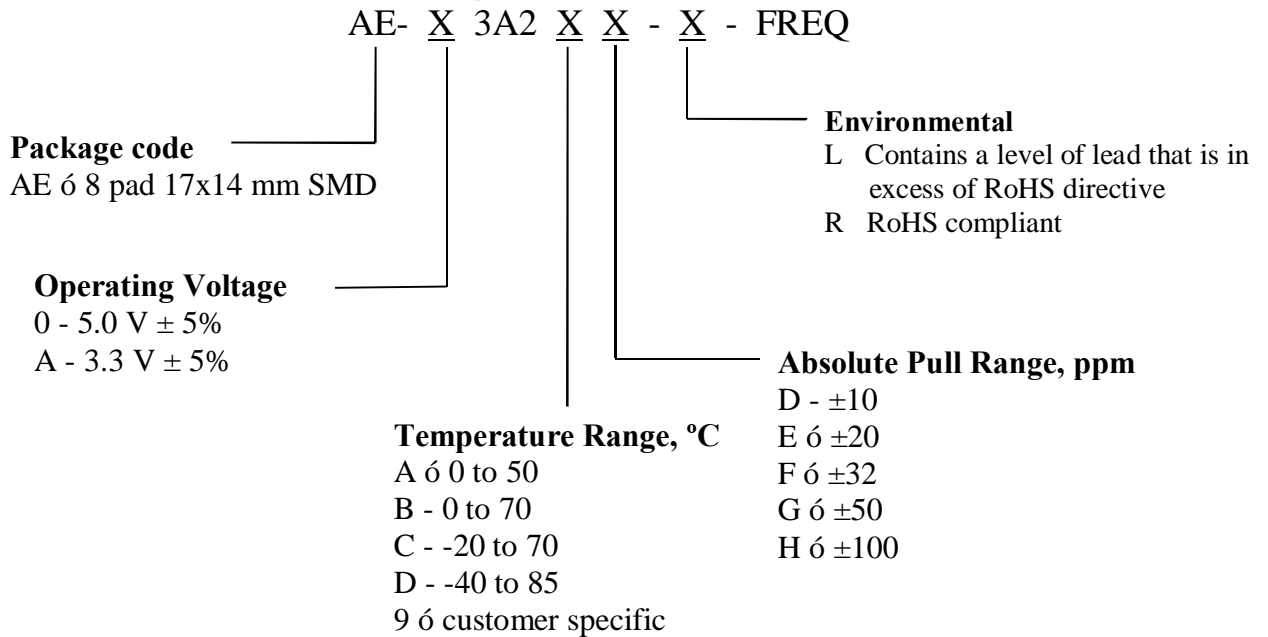 AE- X 3A2 X X - X - FREQ
Package code
AE ó 8 pad 17x14 mm SMD
Operating Voltage
0 - 5.0 V ± 5%
A - 3.3 V ± 5%
Temperature Range, ºC
A ó 0 to 50
B - 0 to 70
C - -20 to 70
D - -40 to 85
9 ó customer specific
Absolute Pull Range, ppm
D - ±10
E ó ±20
F ó ±32
G ó ±50
H ó ±100
Environmental
L Contains a level of lead that is in
excess of RoHS directive
R RoHS compliant